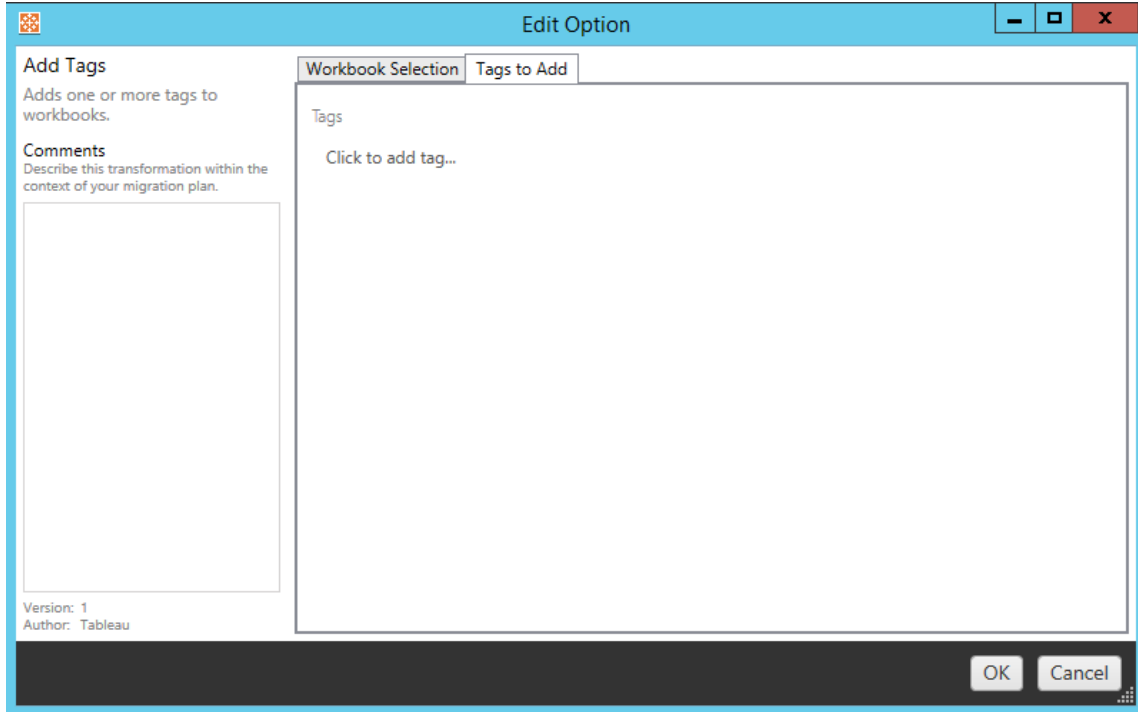 Edit Option
x
Add Tags
Adds one or more tags to
workbooks.
Comments
Describe this transformation within the
context of your migration plan.
Version: 1
Author: Tableau
Workbook Selection
Tags to Add
Tags
Click to add tag...
OK
Cancel